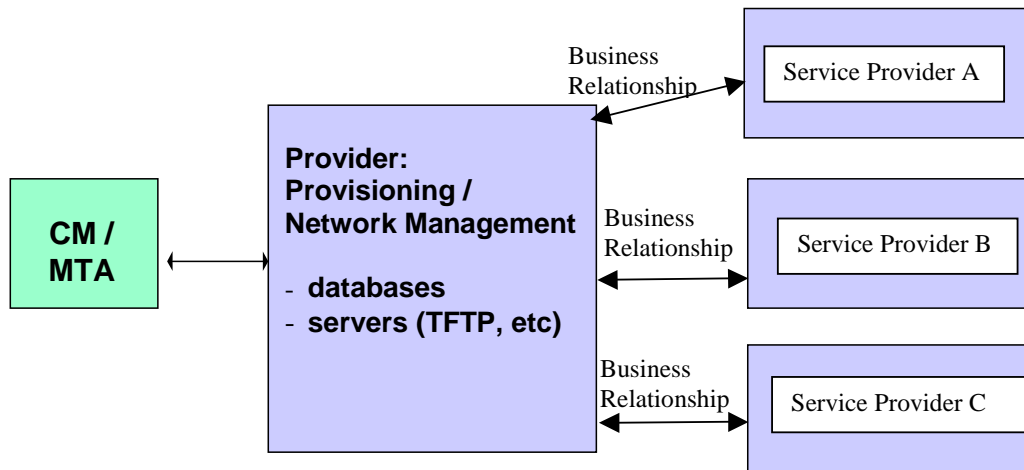 CM /
MTA
Provider:
Provisioning /
Network Management
- databases
- servers (TFTP, etc)
Business
Relationship
Service Provider A
Business
Relationship
Service Provider B
Business
Relationship
Service Provider C